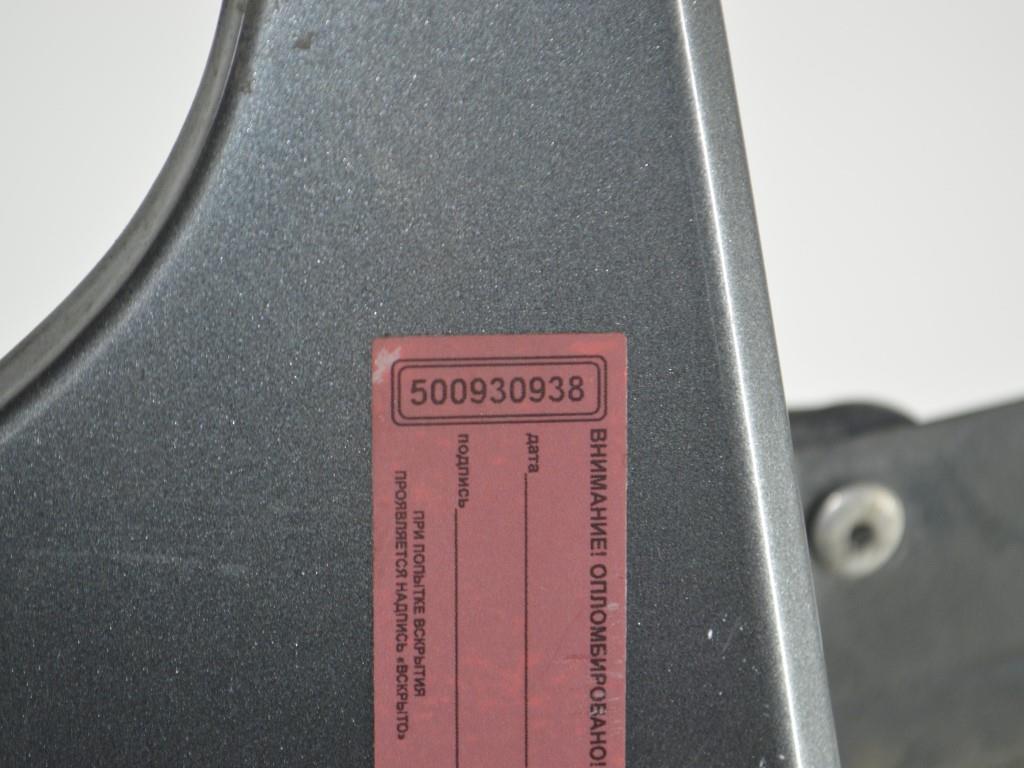 500930938
ВНИМАНИЕ! ОПЛОМБИРОВАНО!
дата
подпись
ПРИ ПОПЫТКЕ ВСКРЫТИЯ
ПРОЯВЛЯЕТСЯ НАДПИСЬ «ВСКРЫТО»